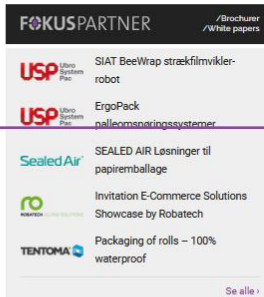 FOKUSPARTNER
/Brochurer
/White papers
USP Ubro System Pac
SIAT BeeWrap strækfilmvikler-
robot
USP Ubro System Pac
ErgoPack
palleomsnøringssystemer
Sealed Air
SEALED AIR Løsninger til
papiremballage
ROBATECH
Invitation E-Commerce Solutions
Showcase by Robatech
TENTOMA
Packaging of rolls – 100%
waterproof
Se alle ›